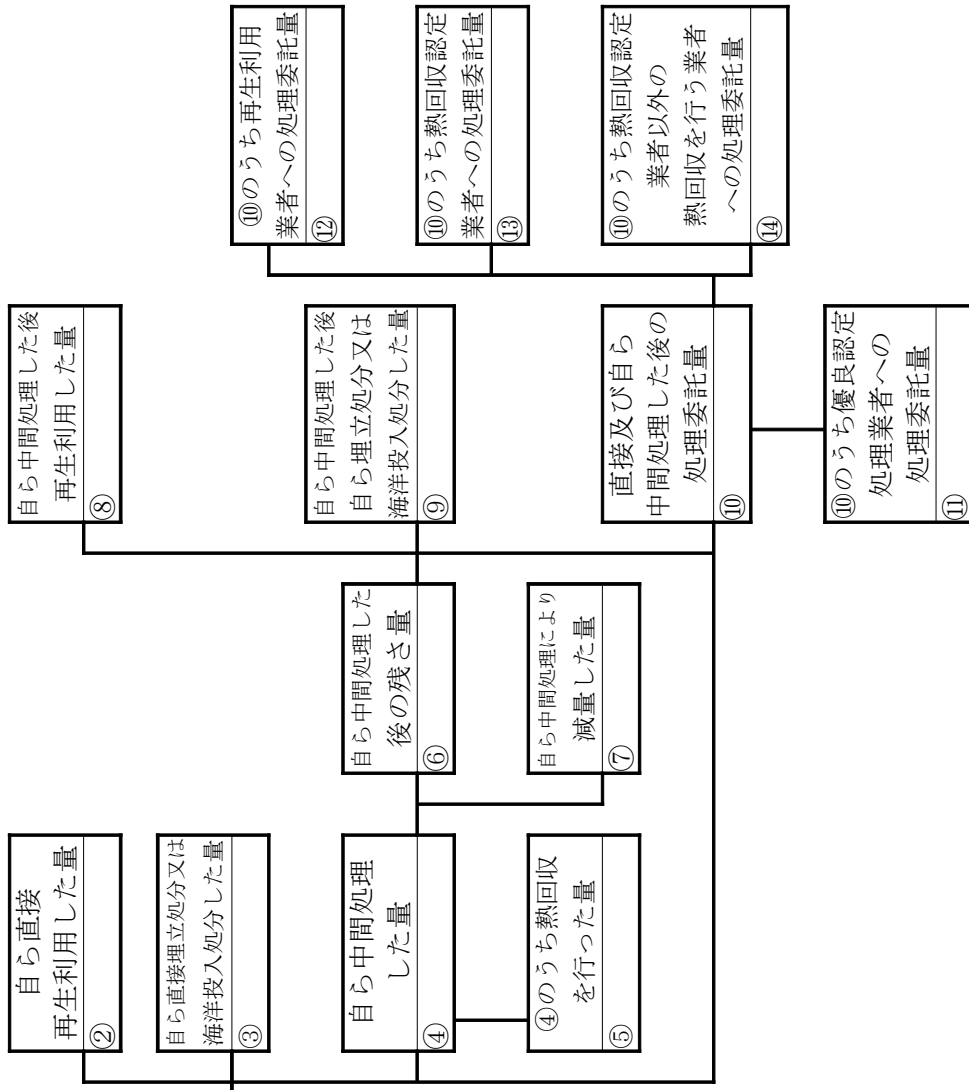 自ら直接
再生利用した量
②
自ら直接埋立処分又は
海洋投入処分した量
③
自ら中間処理
した量
④
④のうち熱回収
を行った量
⑤
自ら中間処理した
後の残さ量
⑥
自ら中間処理により
減量した量
⑦
自ら中間処理した後
再生利用した量
⑧
自ら中間処理した後
自ら埋立処分又は
海洋投入処分した量
⑨
直接及び自ら
中間処理した後の
処理委託量
⑩
⑩のうち優良認定
処理業者への
処理委託量
⑪
⑩のうち再生利用
業者への処理委託量
⑫
⑩のうち熱回収認定
業者への処理委託量
⑬
⑩のうち熱回収認定
業者以外の
熱回収を行う業者
への処理委託量
⑭